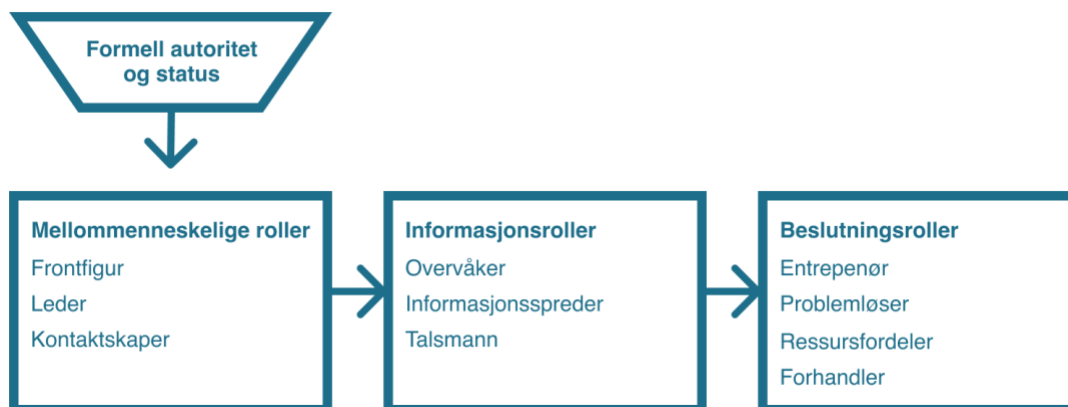 Formell autoritet
og status
Mellommenneskelige roller
Frontfigur
Leder
Kontaktskaper
Informasjonsroller
Overvåker
Informasjonsspreder
Talsmann
Beslutningsroller
Entrepenør
Problemløser
Ressursfordeler
Forhandler